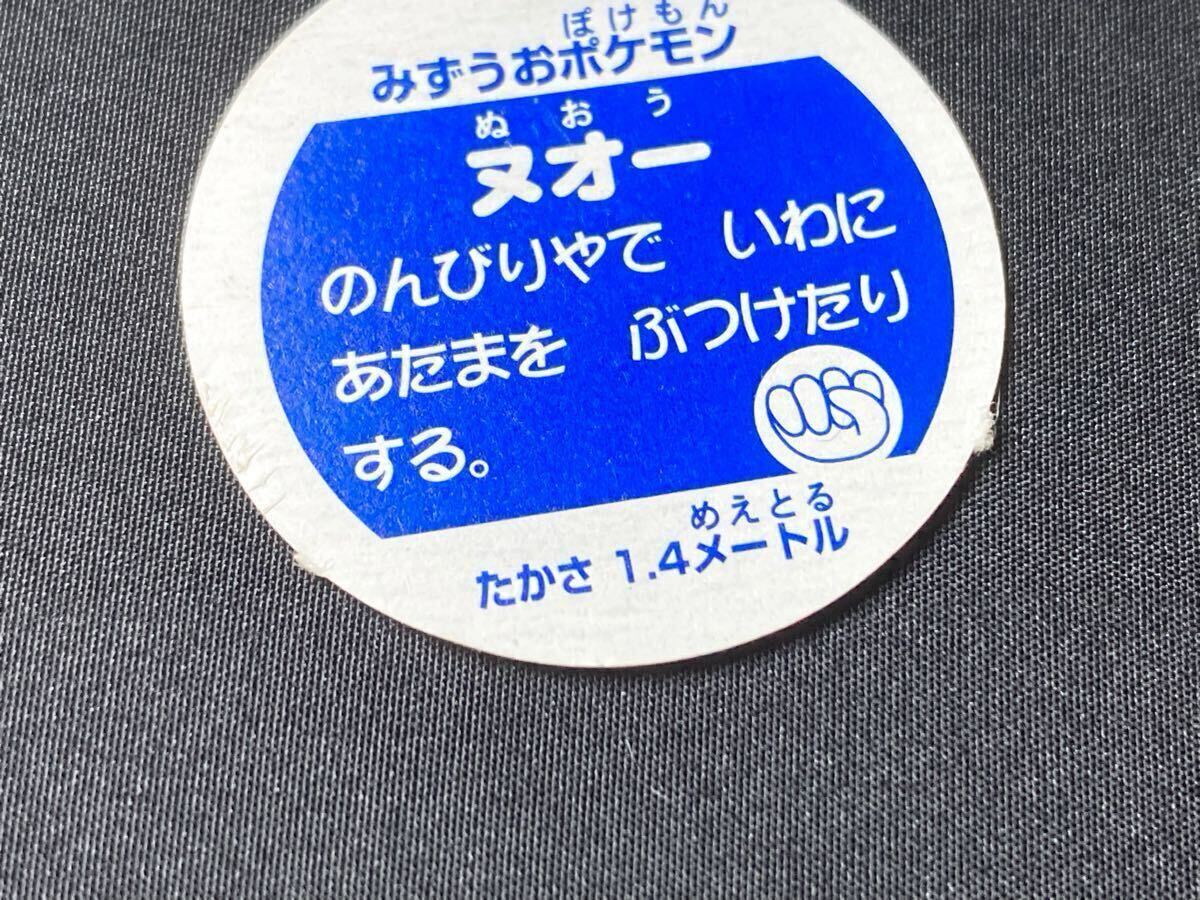 ぽけもん
みずうおポケモン
ぬおう
ヌオー
のんびりやで いわに
あたまを ぶつけたり
する。
めえとる
たかさ 1.4メートル